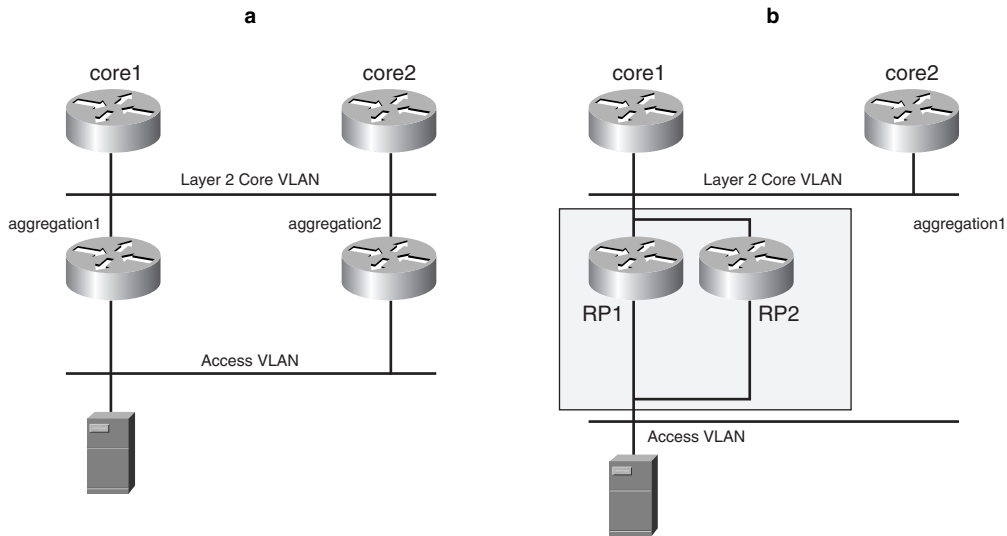 a
core1
core2
Layer 2 Core VLAN
aggregation1
aggregation2
Access VLAN
b
core1
core2
Layer 2 Core VLAN
aggregation1
RP1
RP2
Access VLAN